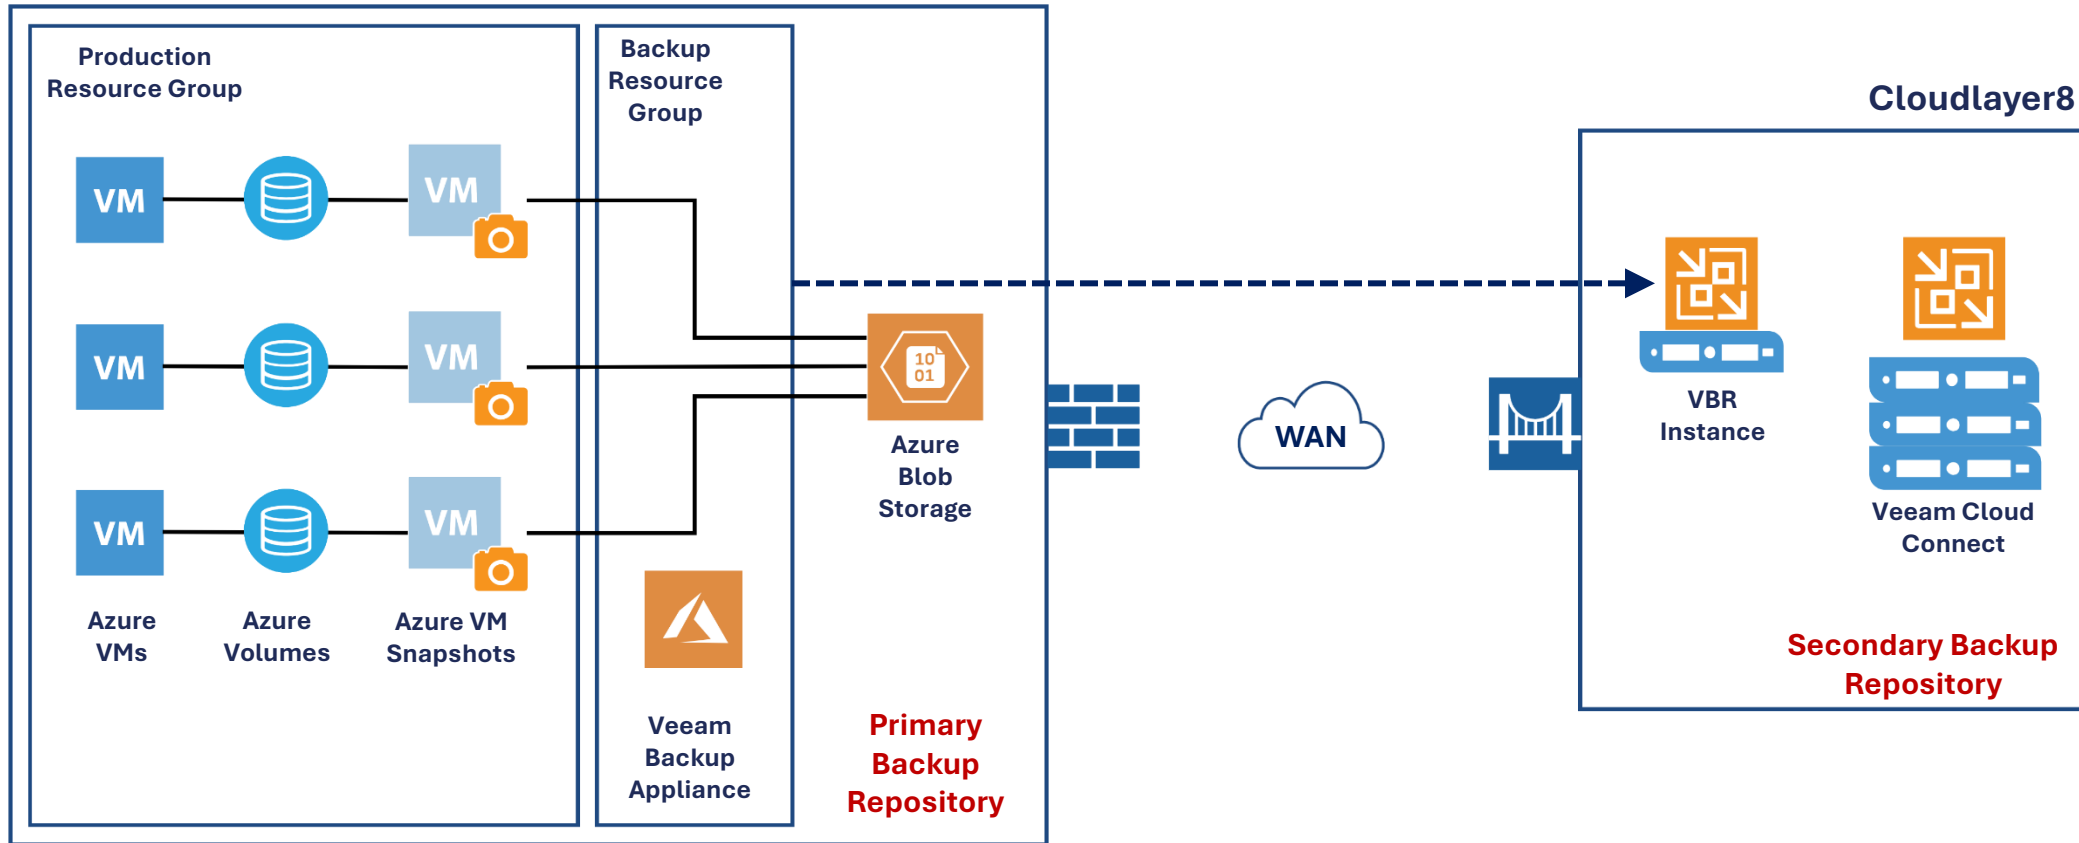 Production
Resource Group
Backup
Resource
Group
Cloudlayer8
VM
VM
VM
VM
VM
VM
10
01
WAN
Azure
VMs
Azure
Volumes
Azure VM
Snapshots
Veeam
Backup
Appliance
Azure
Blob
Storage
Primary
Backup
Repository
VBR
Instance
Veeam Cloud
Connect
Secondary Backup
Repository